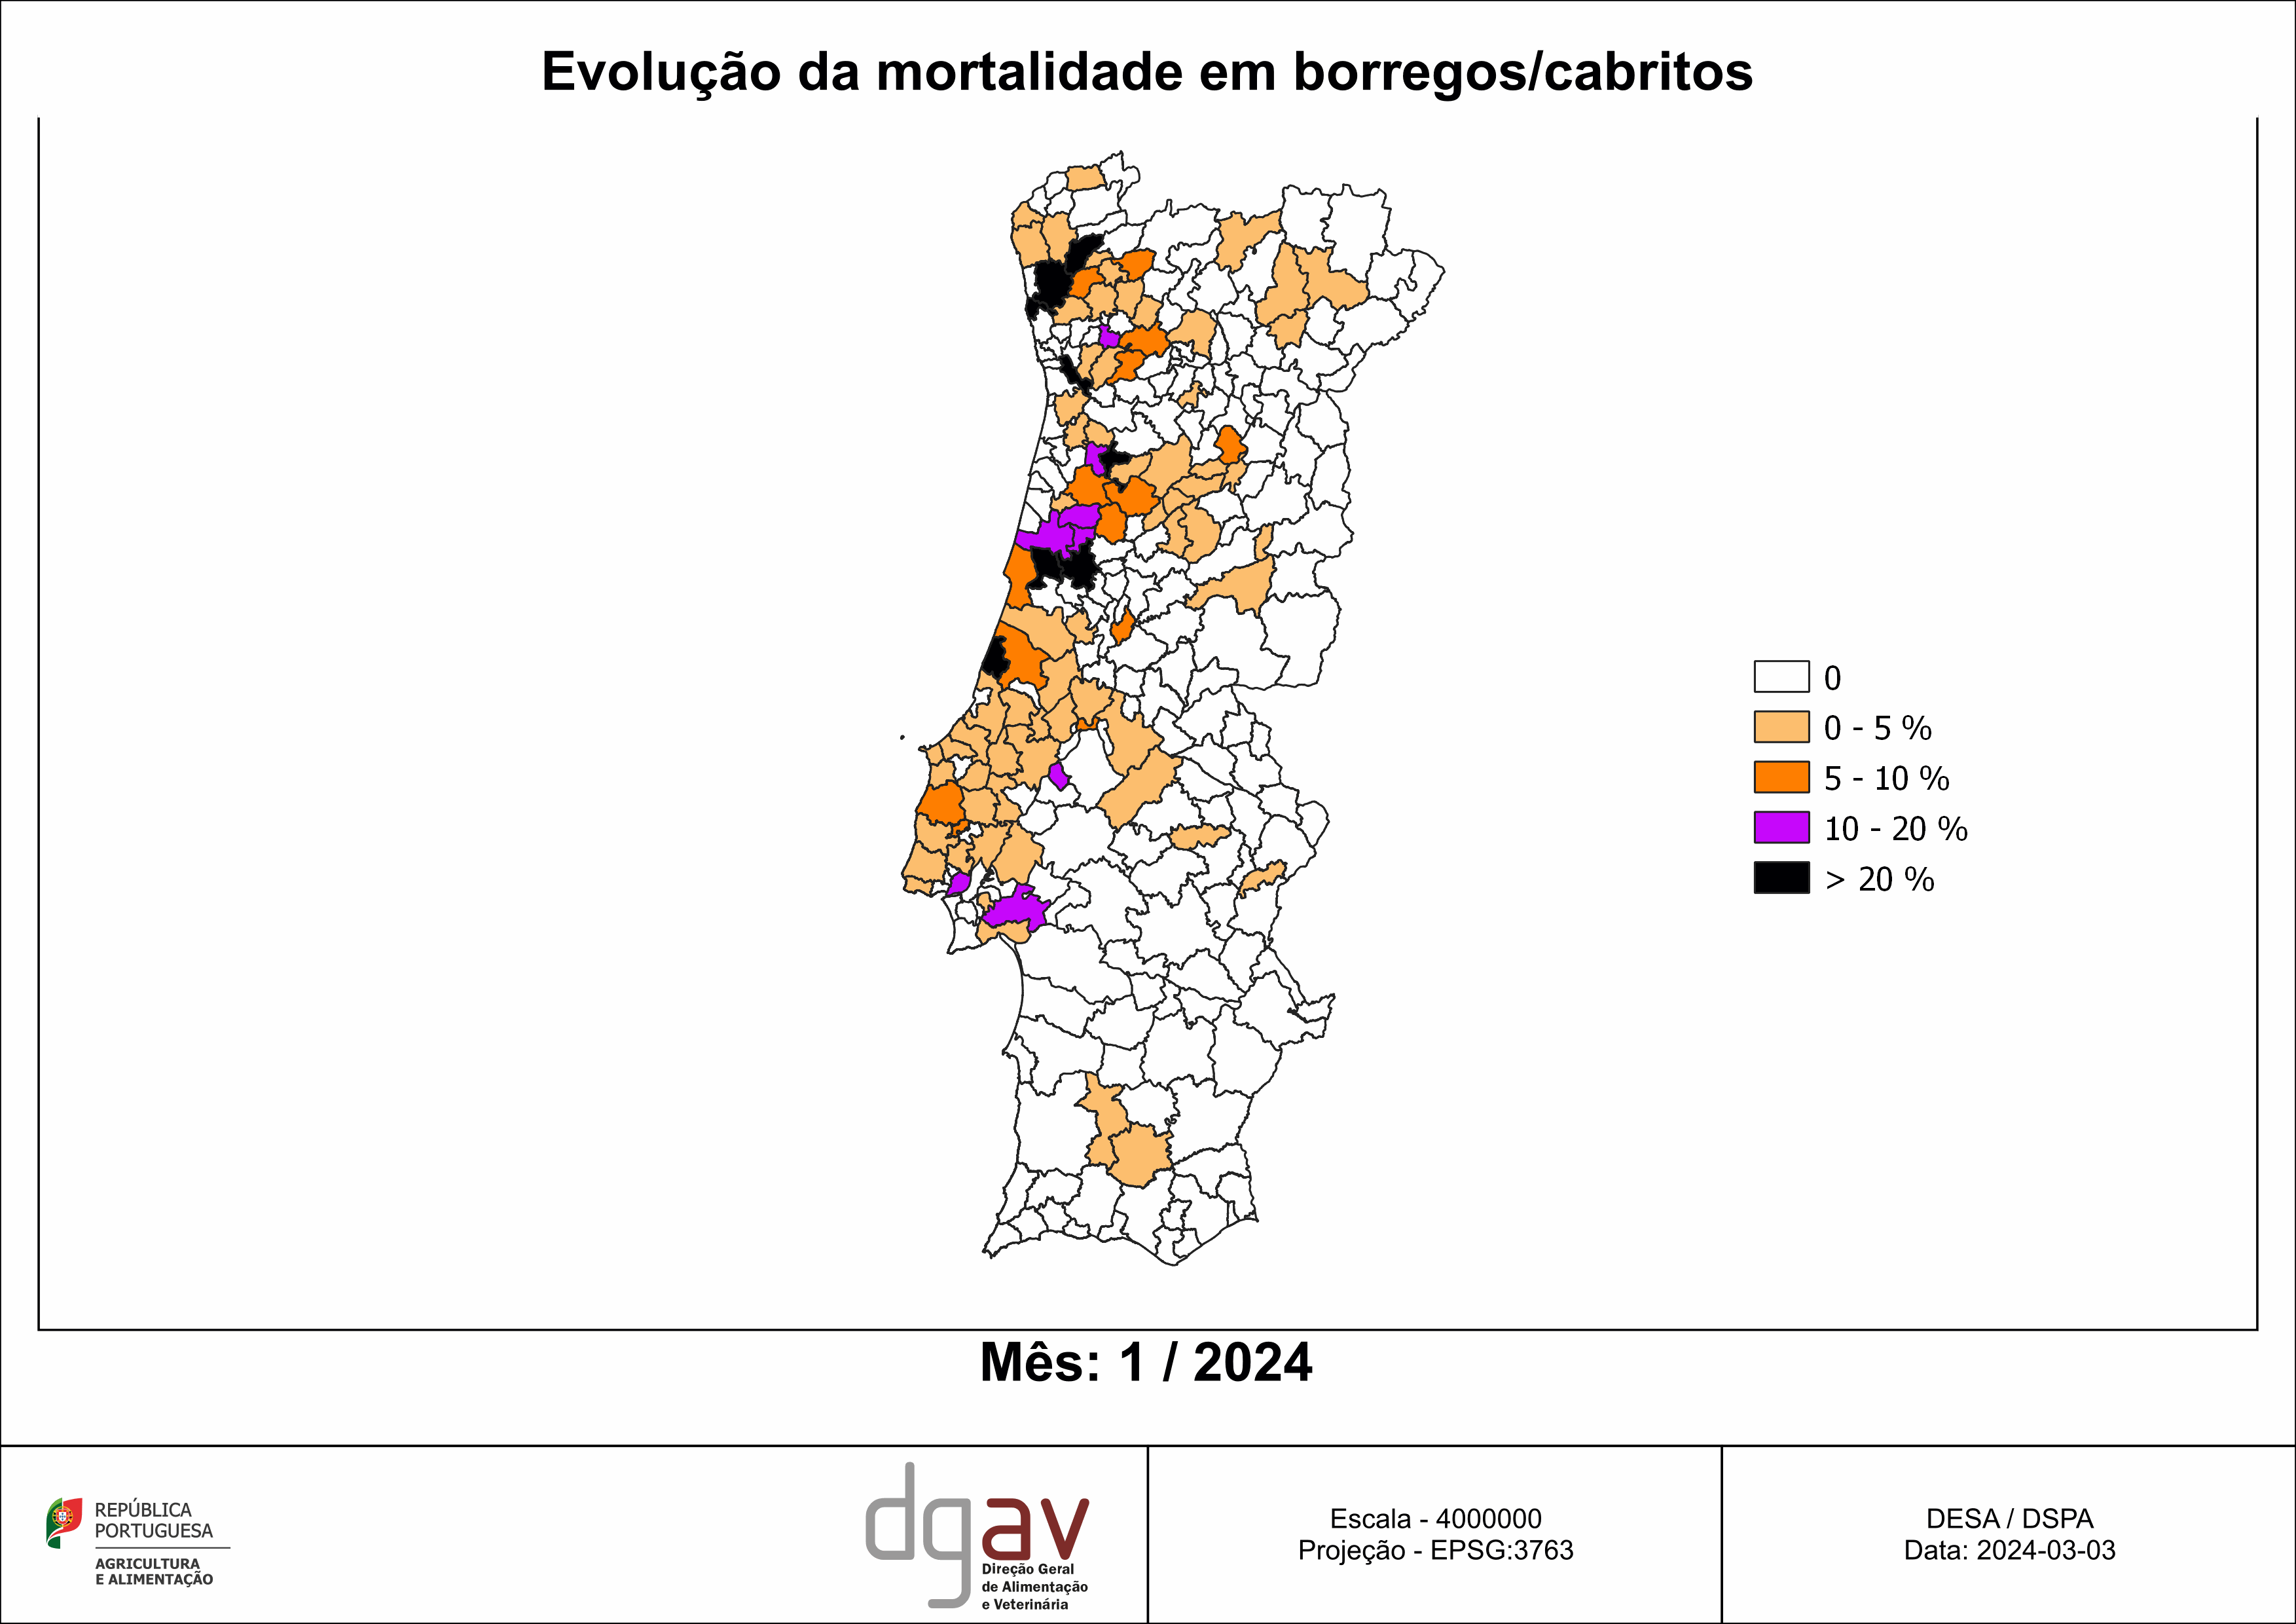 Evolução da mortalidade em borregos/cabritos
0
0 - 5 %
5 - 10 %
10 - 20 %
> 20 %
Mês: 1 / 2024
REPÚBLICA
PORTUGUESA
AGRICULTURA
E ALIMENTAÇÃO
dgav
Direção Geral
de Alimentação
e Veterinária
Escala - 4000000
Projeção - EPSG:3763
DESA / DSPA
Data: 2024-03-03